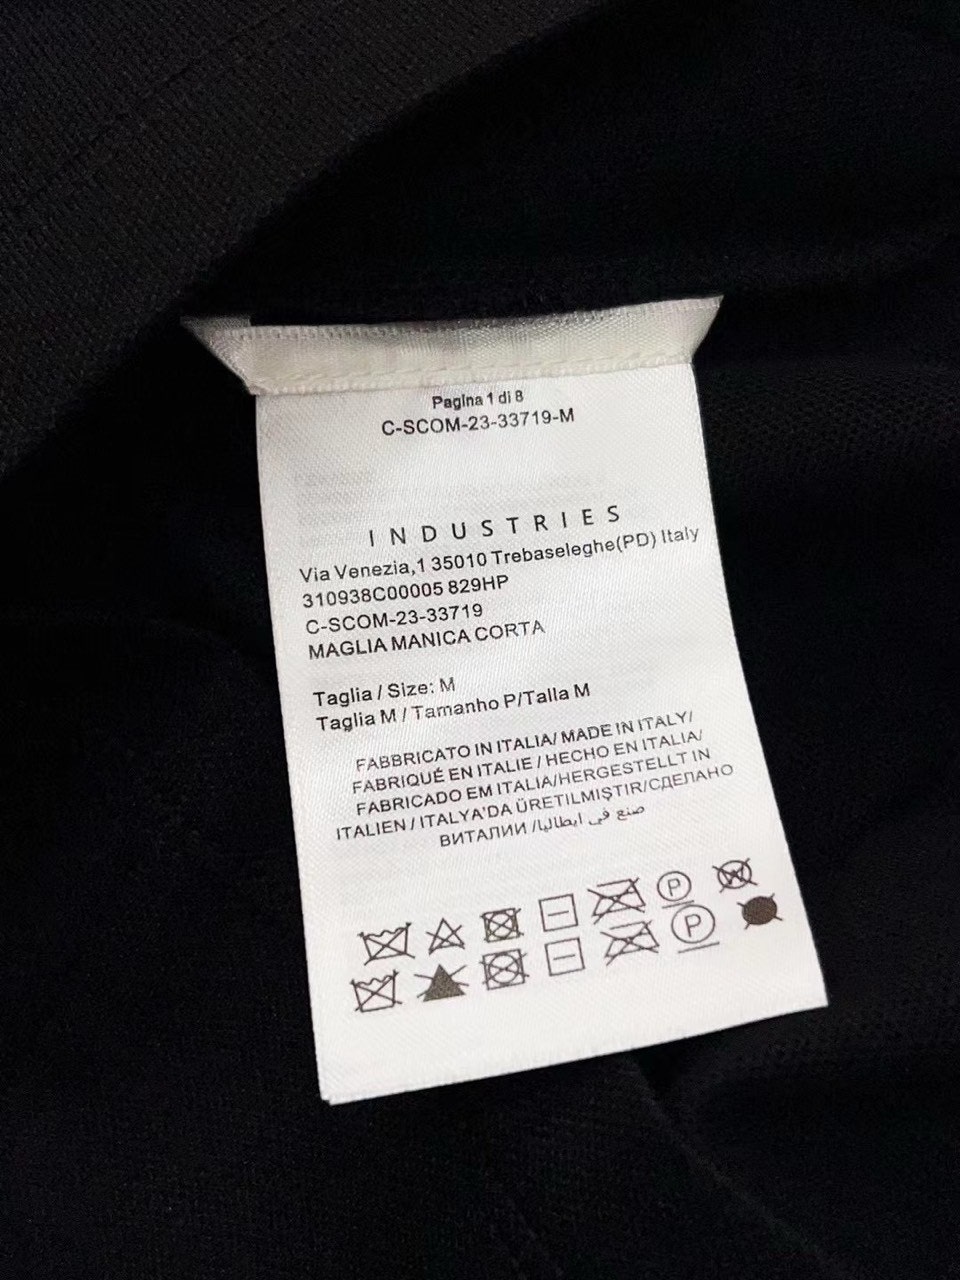 Pagina 1 di 8
C-SCOM-23-33719-M
INDUSTRIES
Via Venezia,1 35010 Trebaseleghe(PD) Italy
310938C00005 829HP
C-SCOM-23-33719
MAGLIA MANICA CORTA
Taglia / Size: M
Taglia M / Tamanho P/Talla M
FABBRICATO IN ITALIA/ MADE IN ITALY/
FABRIQUÉ EN ITALIE / HECHO EN ITALIA/
FABRICADO EM ITALIA/HERGESTELLT IN
ITALIEN / ITALYA'DA ÜRETILMIŞTIR/СДЕЛАНО
ВИТАЛИИ /صنع في ايطاليا
P W
P